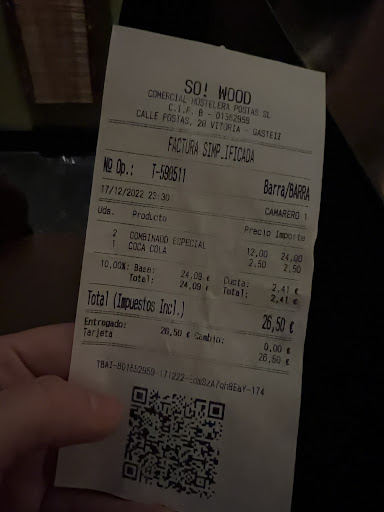 SO! WOOD
COMERCIAL HOSTELERA POSTAS SL
C.I.F. B - 01552959
CALLE POSTAS, 20 VITORIA - GASTEIZ
FACTURA SIMPLIFICADA
Nº Op.: T-590511 Barra/BARRA
17/12/2022 23:30 CAMARERO 1
Uds. Producto Precio Importe
2 COMBINADO ESPECIAL 12,00 24,00
1 COCA COLA 2,50 2,50
10,00%: Base: 24,09 € Cuota: 2,41 €
Total: 24,09 € Total: 2,41 €
Total (Impuestos Incl.) 26,50 €
Entregado: 26,50 € Cambio: 0,00 €
Tarjeta 26,50 €